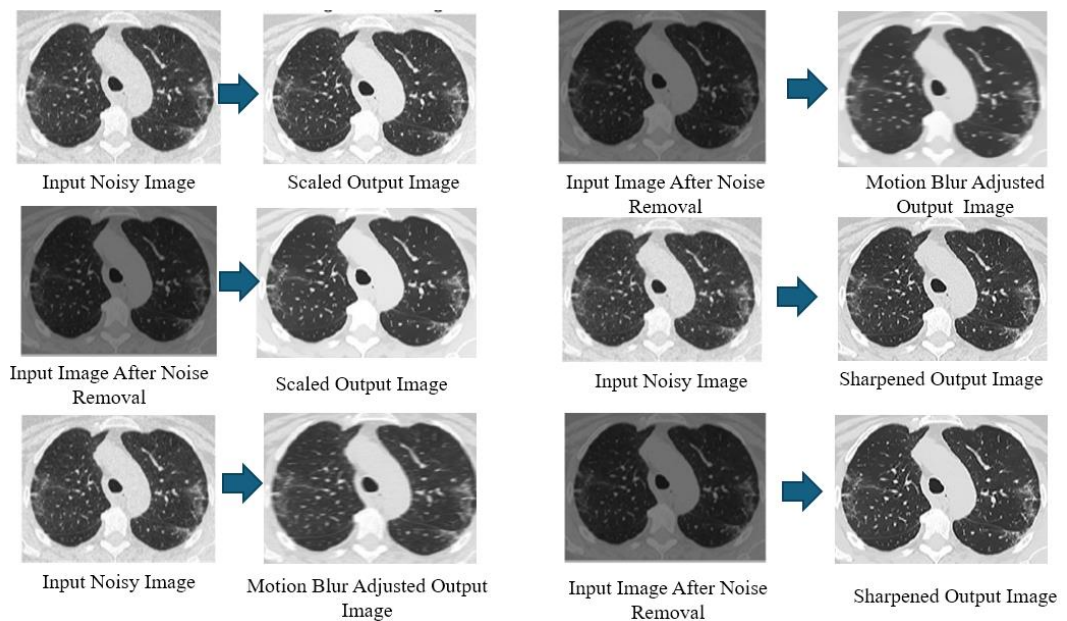 Input Noisy Image
Scaled Output Image
Input Image After Noise
Removal
Motion Blur Adjusted
Output Image
Input Image After Noise
Removal
Scaled Output Image
Input Noisy Image
Sharpened Output Image
Input Noisy Image
Motion Blur Adjusted Output
Image
Input Image After Noise
Removal
Sharpened Output Image